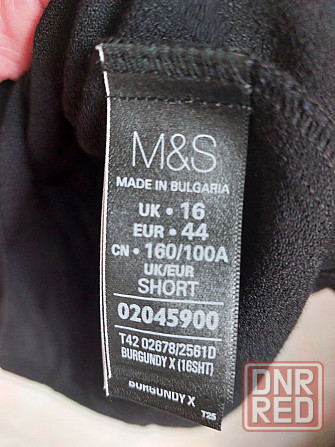 M&S
MADE IN BULGARIA
UK • 16
EUR • 44
CN • 160/100A
UK/EUR
SHORT
02045900
T42 02678/2561D
BURGUNDY X (16SHT)
BURGUNDY X
T25
DNR
RED